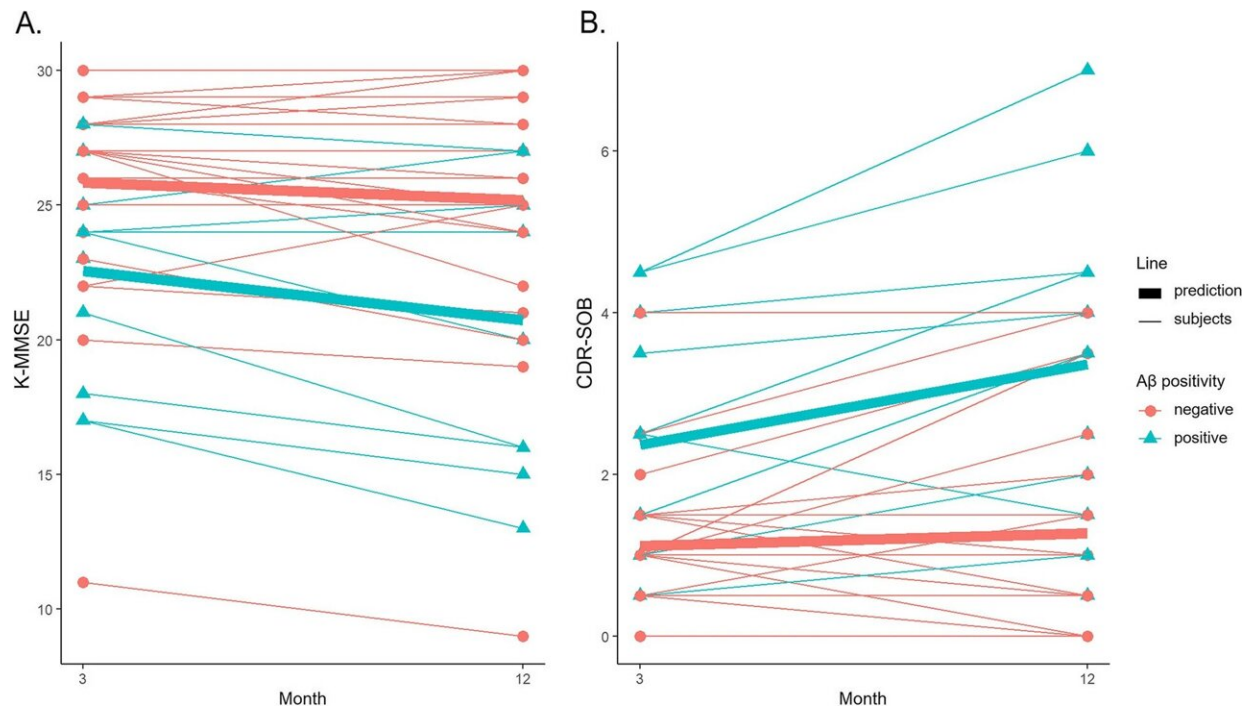 A.
K-MMSE
30
25
20
15
10
3
12
Month
B.
CDR-SOB
6
4
2
0
3
12
Month
Line
prediction
subjects
Aβ positivity
negative
positive